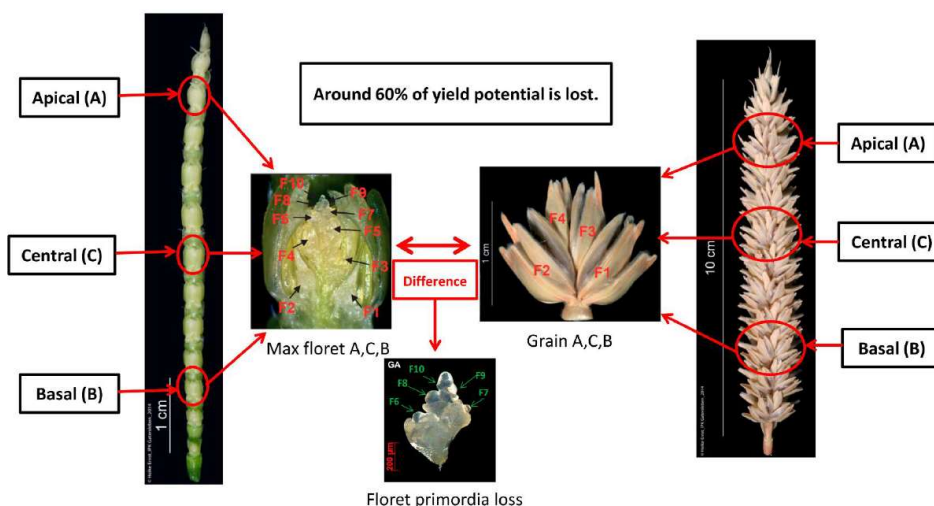 Apical (A)
Central (C)
Basal (B)
1 cm
Around 60% of yield potential is lost.
F10
F9
F8
F7
F6
F5
F4
F3
F2
F1
Max floret A,C,B
Difference
GA
F10
F9
F8
F7
F6
200 µm
Floret primordia loss
1 cm
F4
F3
F2
F1
Grain A,C,B
10 cm
Apical (A)
Central (C)
Basal (B)